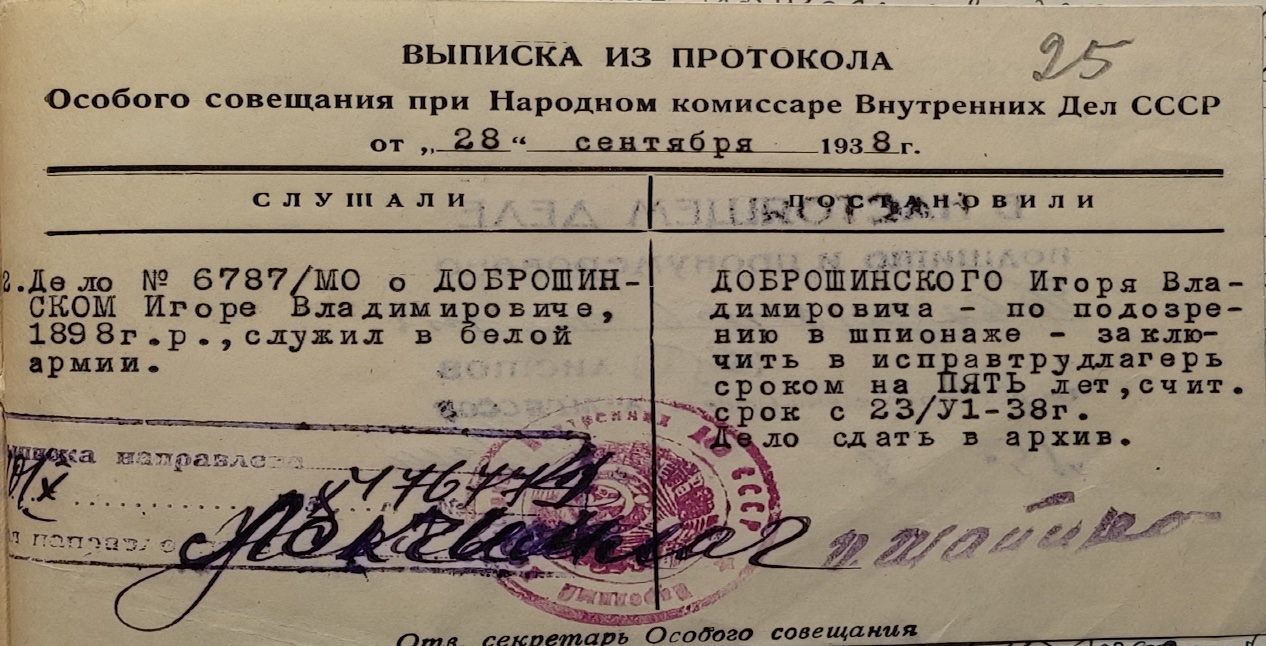 25
ВЫПИСКА ИЗ ПРОТОКОЛА
Особого совещания при Народном комиссаре Внутренних Дел СССР
от „28“ сентября 1938 г.
СЛУШАЛИ
2. Дело № 6787/МО о ДОБРОШИН-
СКОМ Игоре Владимировиче,
1898г.р.,служил в белой
армии.
ПОСТАНОВИЛИ
ДОБРОШИНСКОГО Игоря Вла-
димировича - по подозре-
нию в шпионаже - заклю-
чить в исправтрудлагерь
сроком на ПЯТЬ лет,счит.
срок с 23/У1-38г.
Дело сдать в архив.
направлена
СССР
Отв. секретарь Особого совещания